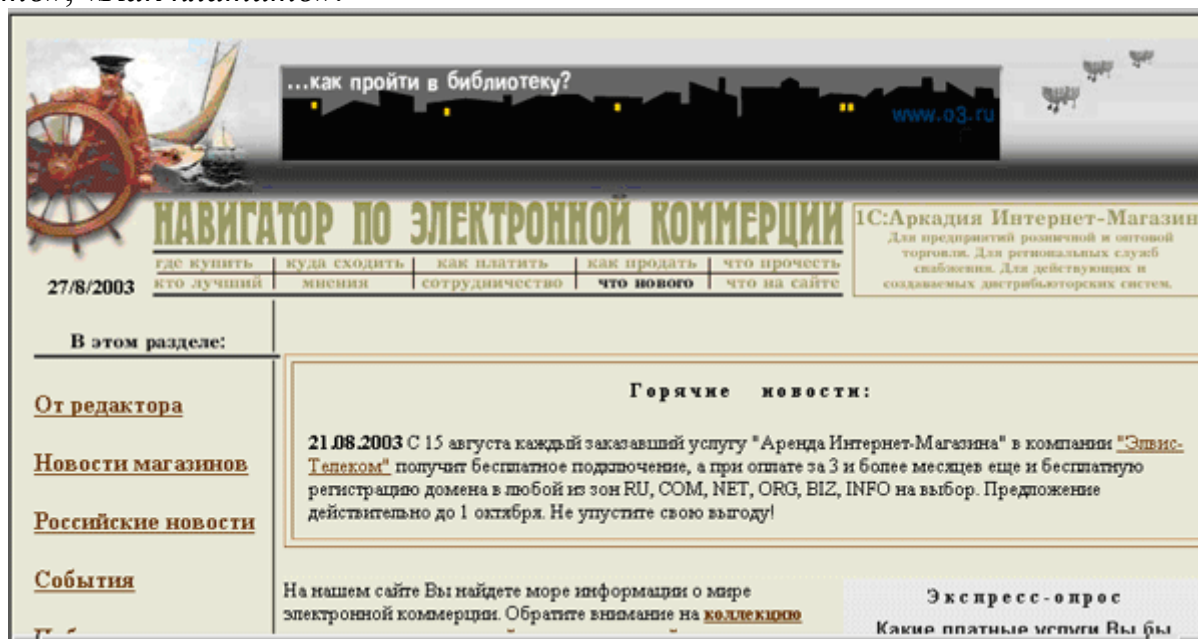 ...как пройти в библиотеку?
www.o3.ru
НАВИГАТОР ПО ЭЛЕКТРОННОЙ КОММЕРЦИИ
где купить | куда сходить | как платить | как продать | что прочесть
кто лучший | мнения | сотрудничество | что нового | что на сайте
27/8/2003
1С:Аркадия Интернет-Магазин
Для предприятий розничной и оптовой
торговли. Для региональных служб
снабжения. Для действующих и
создаваемых дистрибьюторских систем.
В этом разделе:
От редактора
Новости магазинов
Российские новости
События
Горячие новости:
21.08.2003 С 15 августа каждый заказавший услугу "Аренда Интернет-Магазина" в компании "Элвис-
Телеком" получит бесплатное подключение, а при оплате за 3 и более месяцев еще и бесплатную
регистрацию домена в любой из зон RU, COM, NET, ORG, BIZ, INFO на выбор. Предложение
действительно до 1 октября. Не упустите свою выгоду!
На нашем сайте Вы найдете море информации о мире
электронной коммерции. Обратите внимание на коллекцию
Экспресс-опрос
Какие платные услуги Вы бы